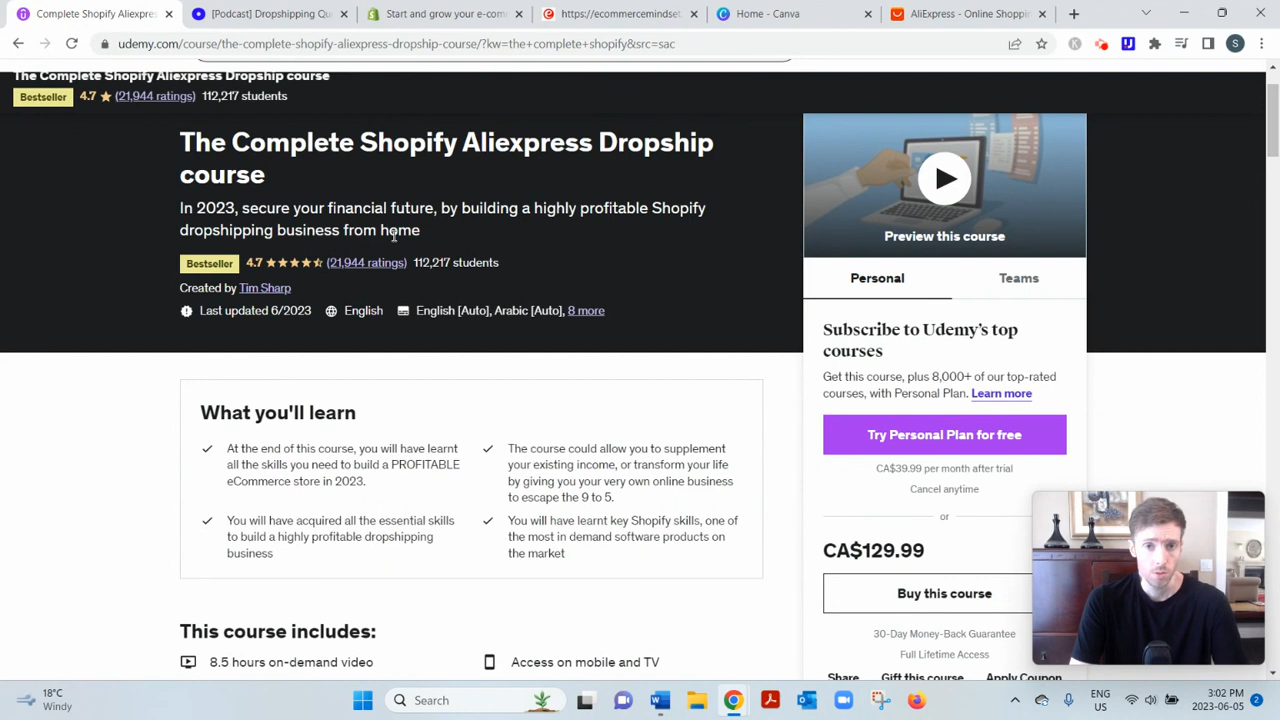 Complete Shopify Aliexpress
[Podcast] Dropshipping Qu
Start and grow your e-com
https://ecommercemindset
Home - Canva
AliExpress - Online Shoppin
udemy.com/course/the-complete-shopify-aliexpress-dropship-course/?kw=the+complete+shopify&src=sac
The Complete Shopify Aliexpress Dropship course
Bestseller 4.7 (21,944 ratings) 112,217 students
The Complete Shopify Aliexpress Dropship
course
In 2023, secure your financial future, by building a highly profitable Shopify
dropshipping business from home
Bestseller 4.7 (21,944 ratings) 112,217 students
Created by Tim Sharp
Last updated 6/2023 English English [Auto], Arabic [Auto], 8 more
Preview this course
Personal Teams
Subscribe to Udemy's top
courses
Get this course, plus 8,000+ of our top-rated
courses, with Personal Plan. Learn more
Try Personal Plan for free
CA$39.99 per month after trial
Cancel anytime
or
CA$129.99
Buy this course
30-Day Money-Back Guarantee
Full Lifetime Access
Share Gift this course Apply Coupon
What you'll learn
At the end of this course, you will have learnt
all the skills you need to build a PROFITABLE
eCommerce store in 2023.
The course could allow you to supplement
your existing income, or transform your life
by giving you your very own online business
to escape the 9 to 5.
You will have acquired all the essential skills
to build a highly profitable dropshipping
business
You will have learnt key Shopify skills, one of
the most in demand software products on
the market
This course includes:
8.5 hours on-demand video
Access on mobile and TV
18°C
Windy
Search
ENG
US
3:02 PM
2023-06-05
2